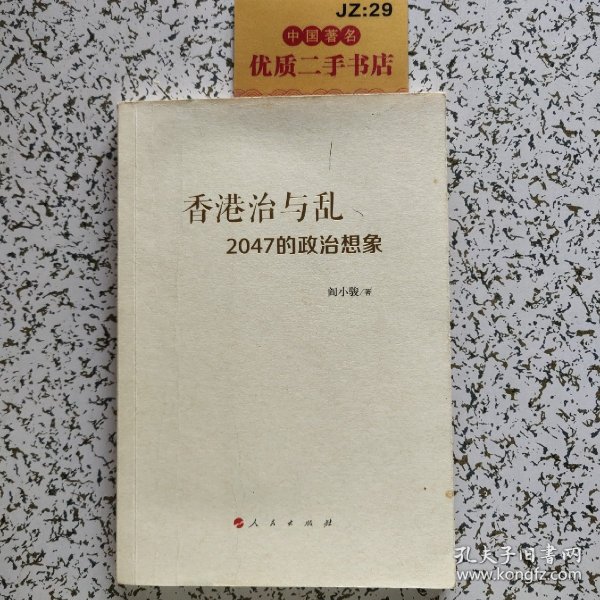 JZ:29
中国著名
优质二手书店
香港治与乱
2047的政治想象
阎小骏/著
人民出版社
孔夫子旧书网
www.kongfz.com